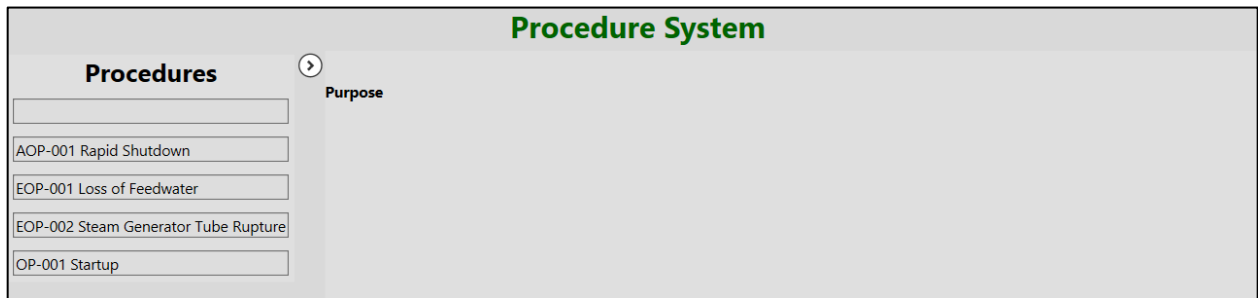 Procedure System
Procedures
Purpose
AOP-001 Rapid Shutdown
EOP-001 Loss of Feedwater
EOP-002 Steam Generator Tube Rupture
OP-001 Startup